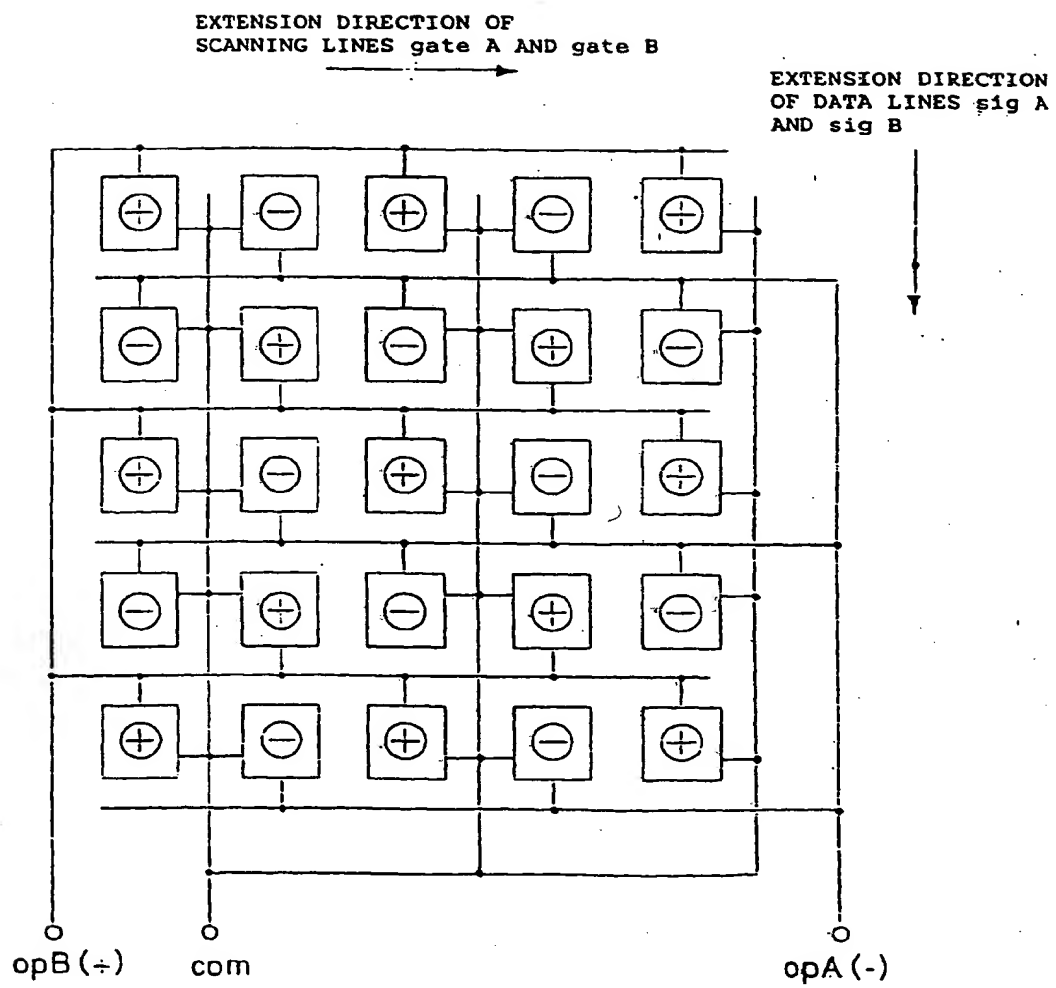 EXTENSION DIRECTION OF
SCANNING LINES gate A AND gate B
EXTENSION DIRECTION
OF DATA LINES sig A
AND sig B
opB (+)
com
opA (-)